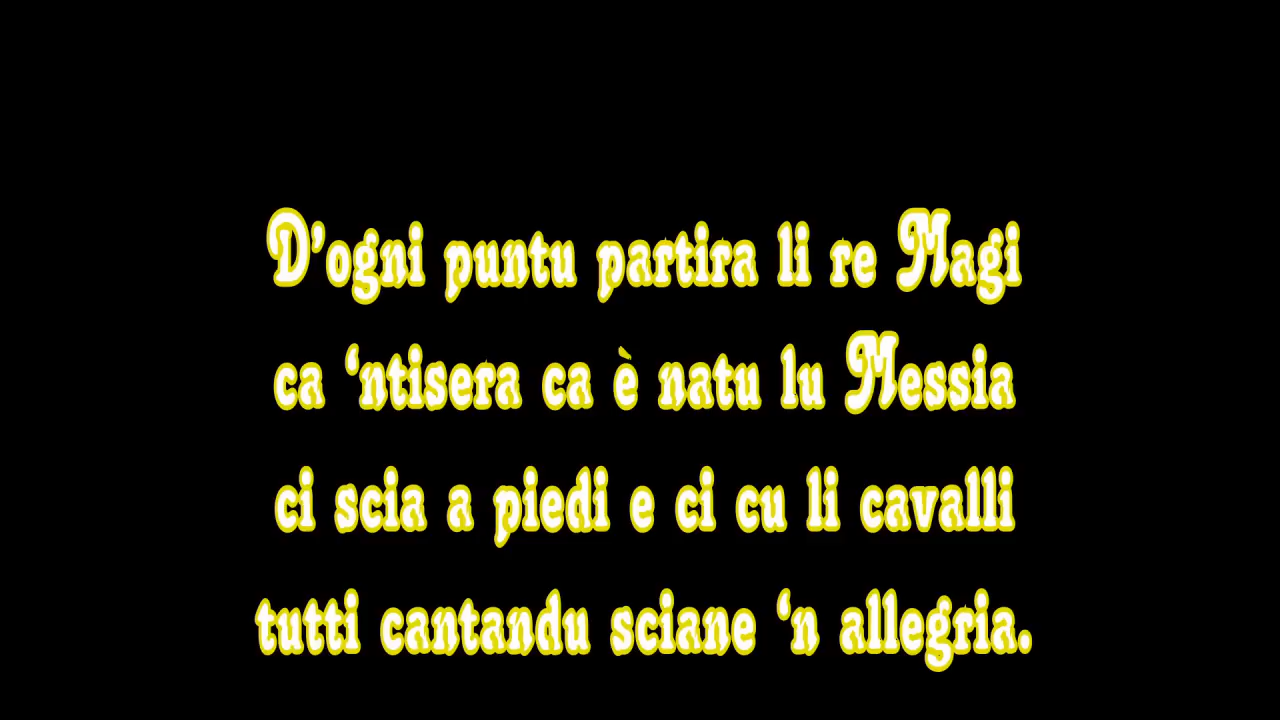 D’ogni puntu partira li re Magi
ca ‘ntisera ca è natu lu Messia
ci scia a piedi e ci cu li cavalli
tutti cantandu sciane ‘n allegria.